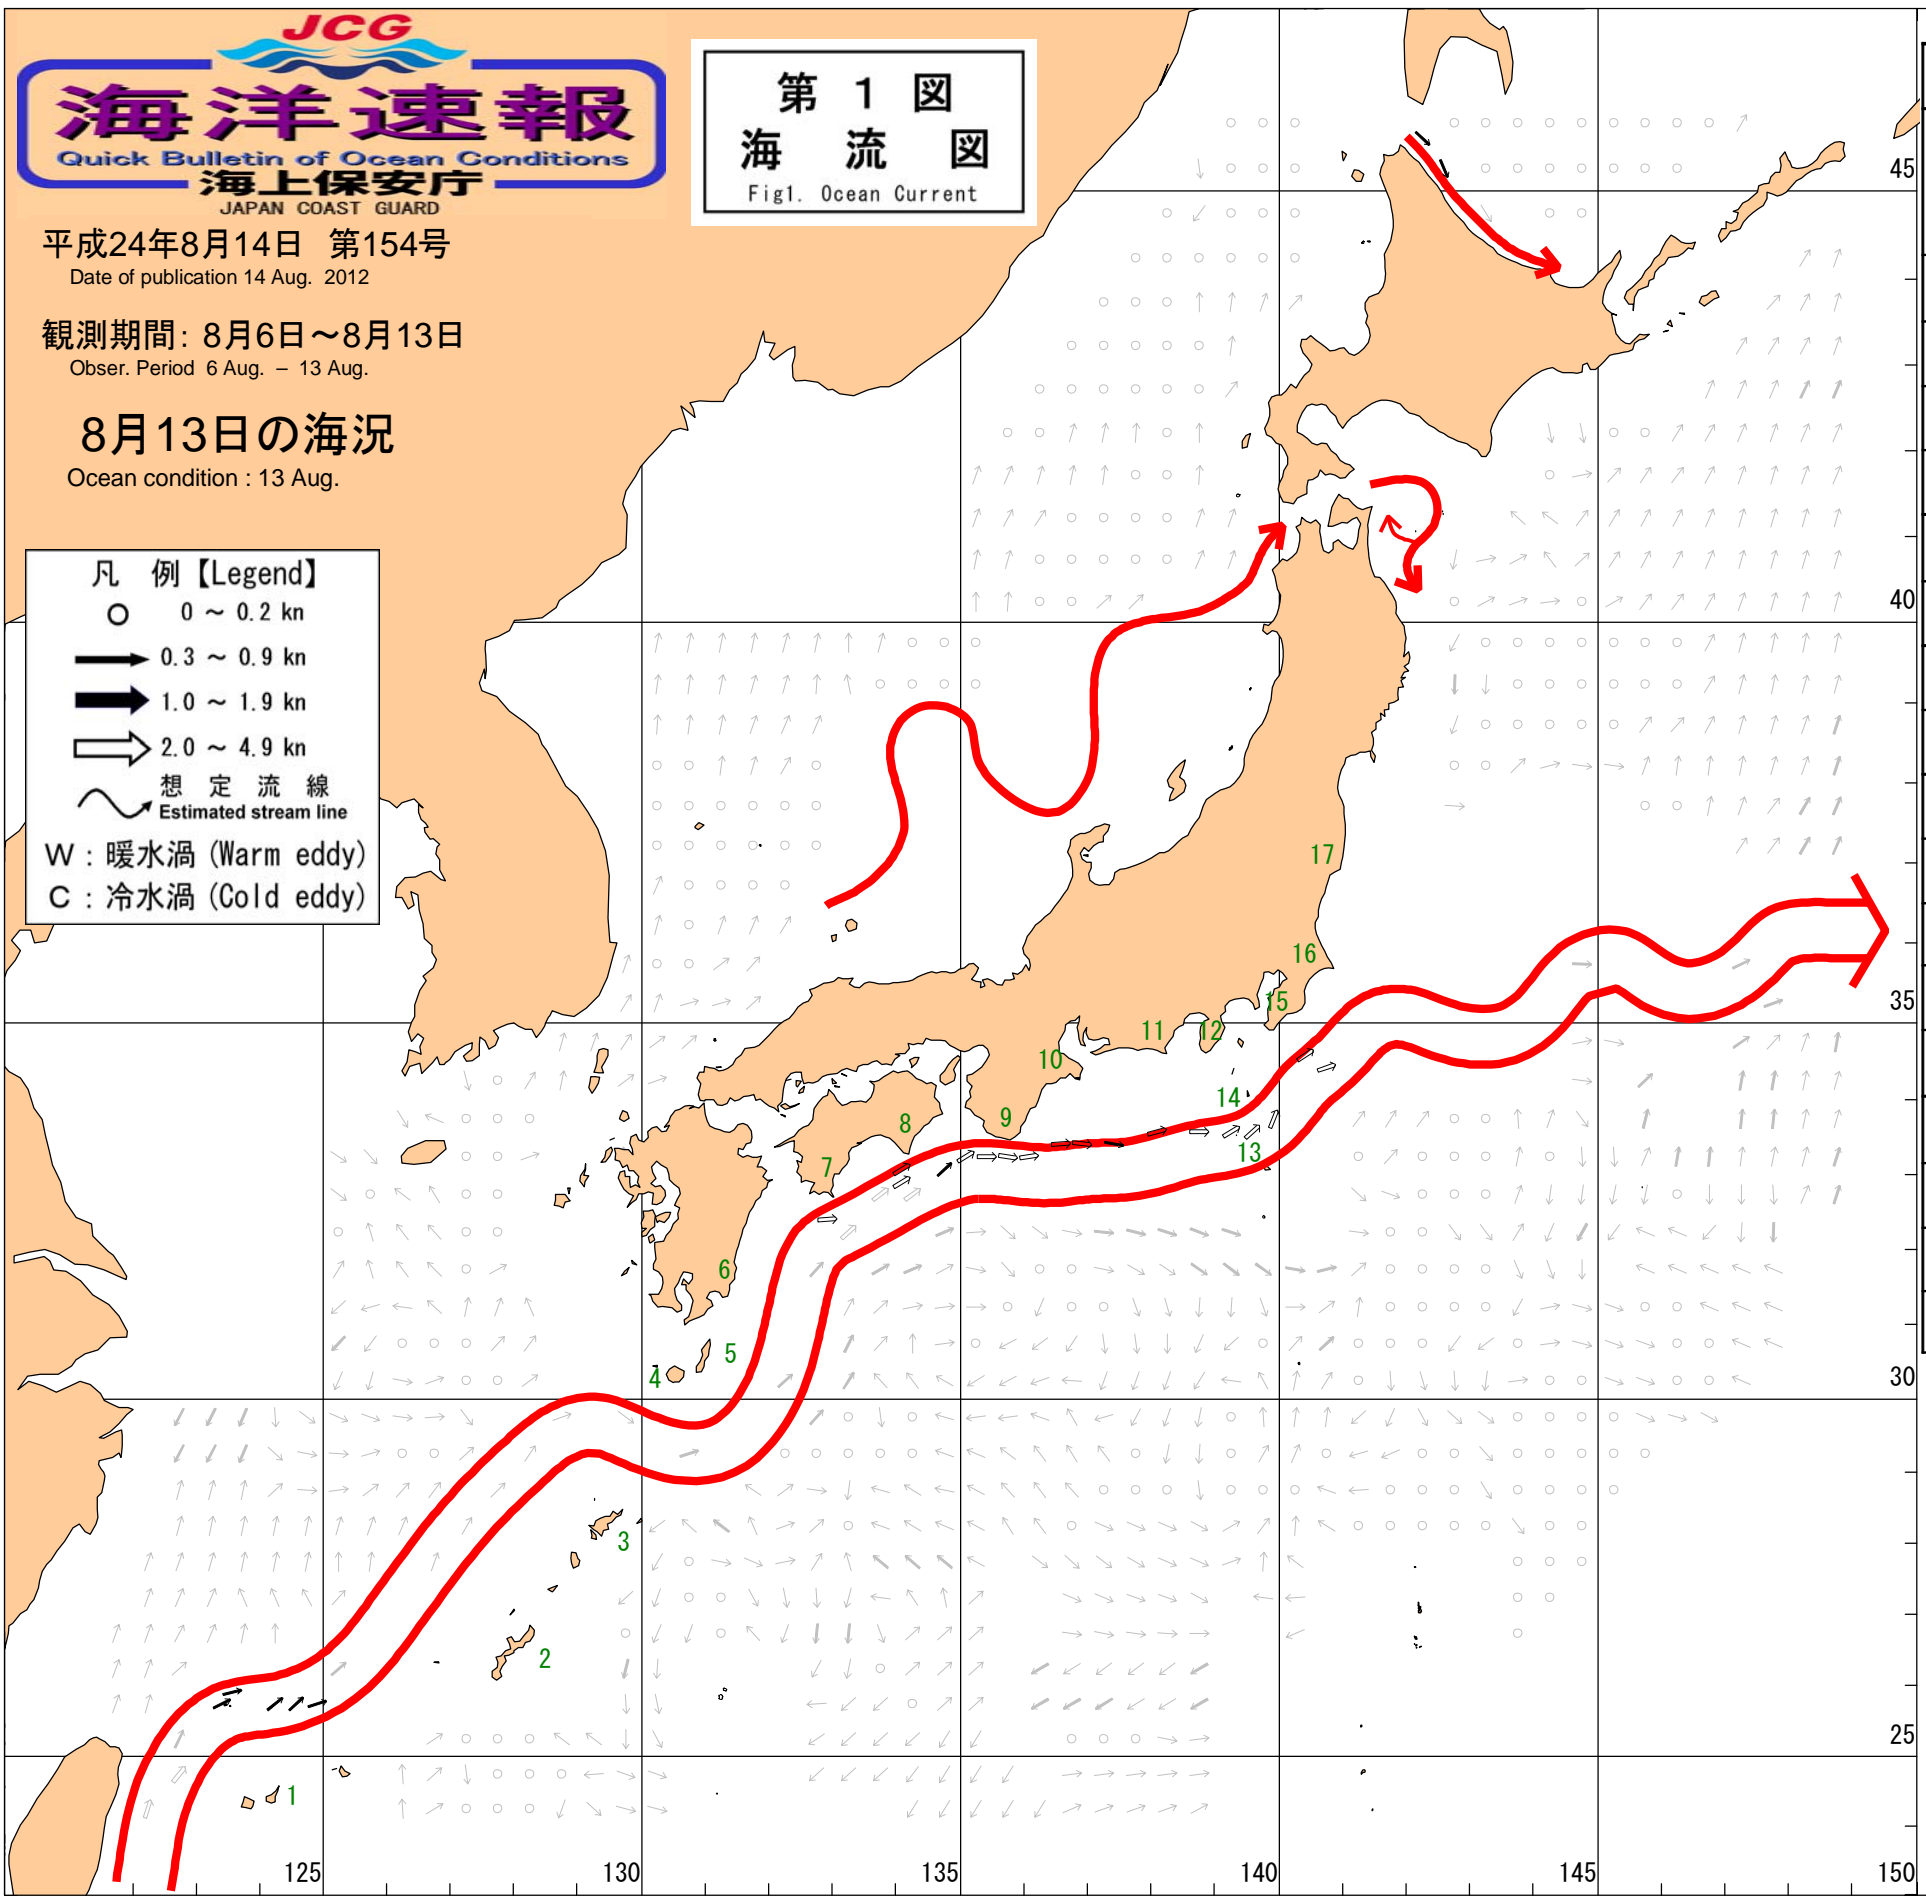 JCG
海洋速報
Quick Bulletin of Ocean Conditions
海上保安庁
JAPAN COAST GUARD
平成24年8月14日 第154号
Date of publication 14 Aug. 2012
観測期間: 8月6日～8月13日
Obser. Period 6 Aug. – 13 Aug.
8月13日の海況
Ocean condition : 13 Aug.
第 1 図
海 流 図
Fig1. Ocean Current
凡 例【Legend】
0 ～ 0.2 kn
0.3 ～ 0.9 kn
1.0 ～ 1.9 kn
2.0 ～ 4.9 kn
想 定 流 線
Estimated stream line
W : 暖水渦 (Warm eddy)
C : 冷水渦 (Cold eddy)
45
40
17
16
35
15
12
11
10
14
9
8
13
7
6
5
4
30
3
2
25
1
125
130
135
140
145
150